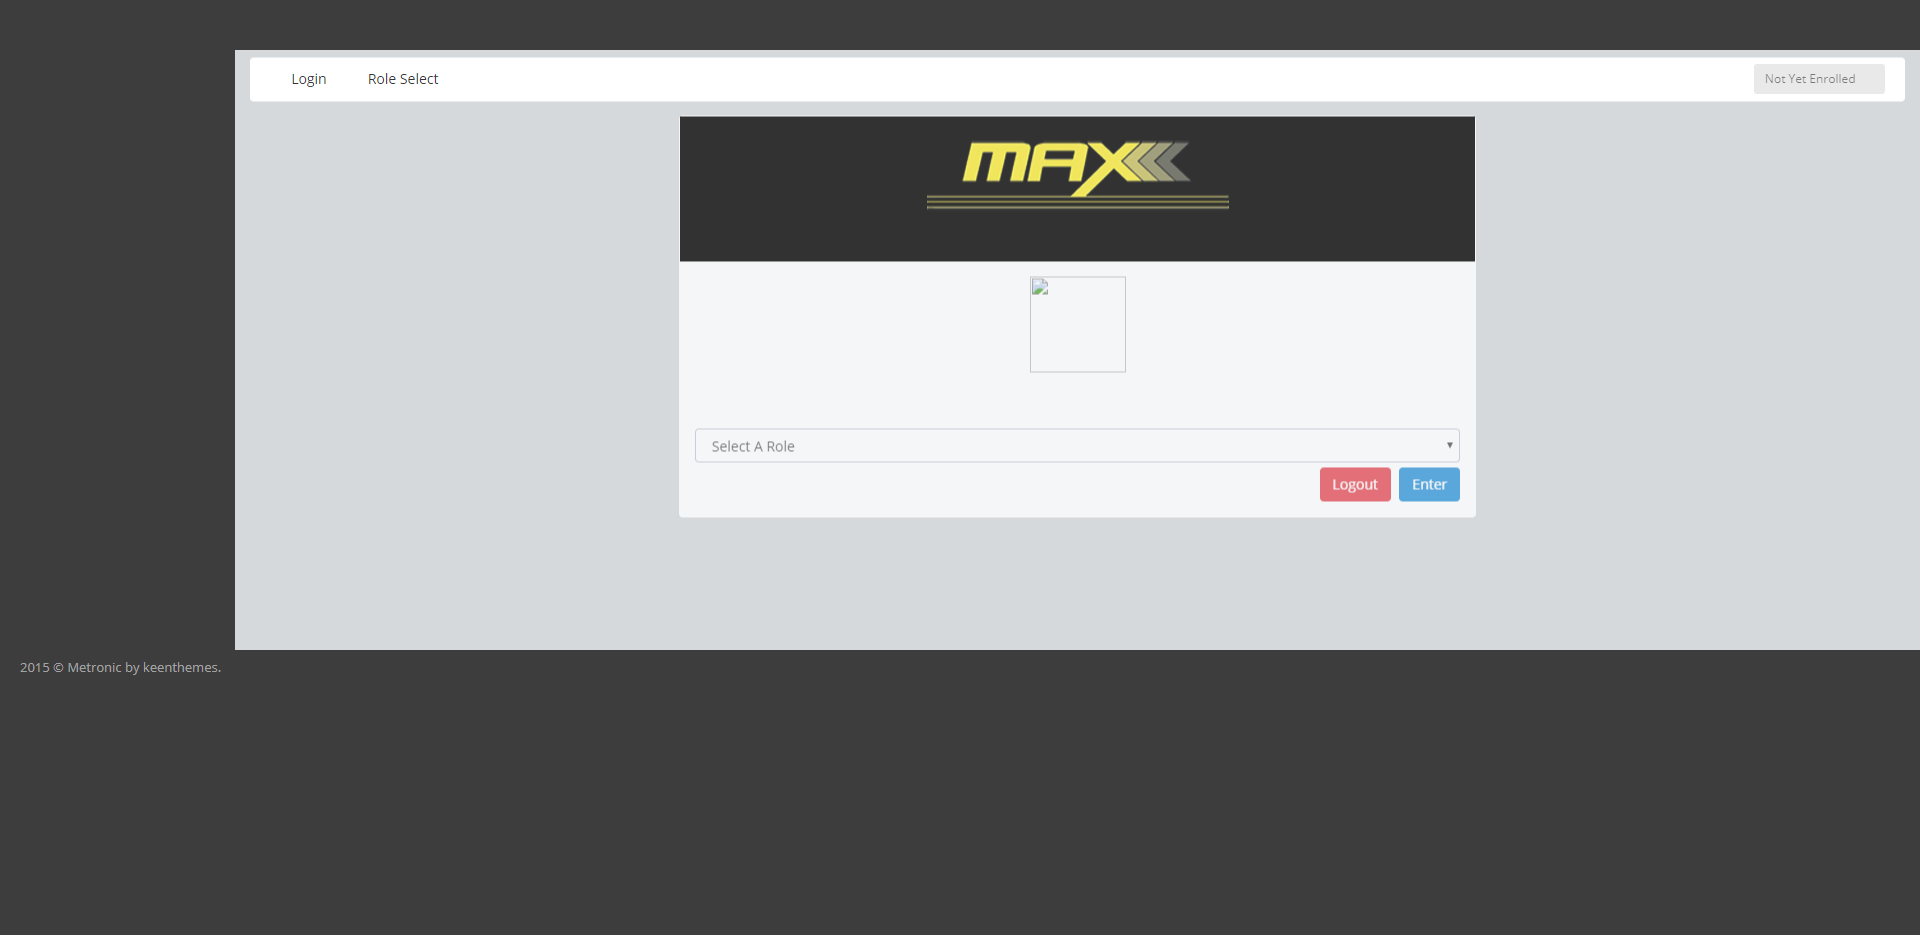 Login
Role Select
Not Yet Enrolled
MAX
Select A Role
Logout
Enter
2015 © Metronic by keenthemes.